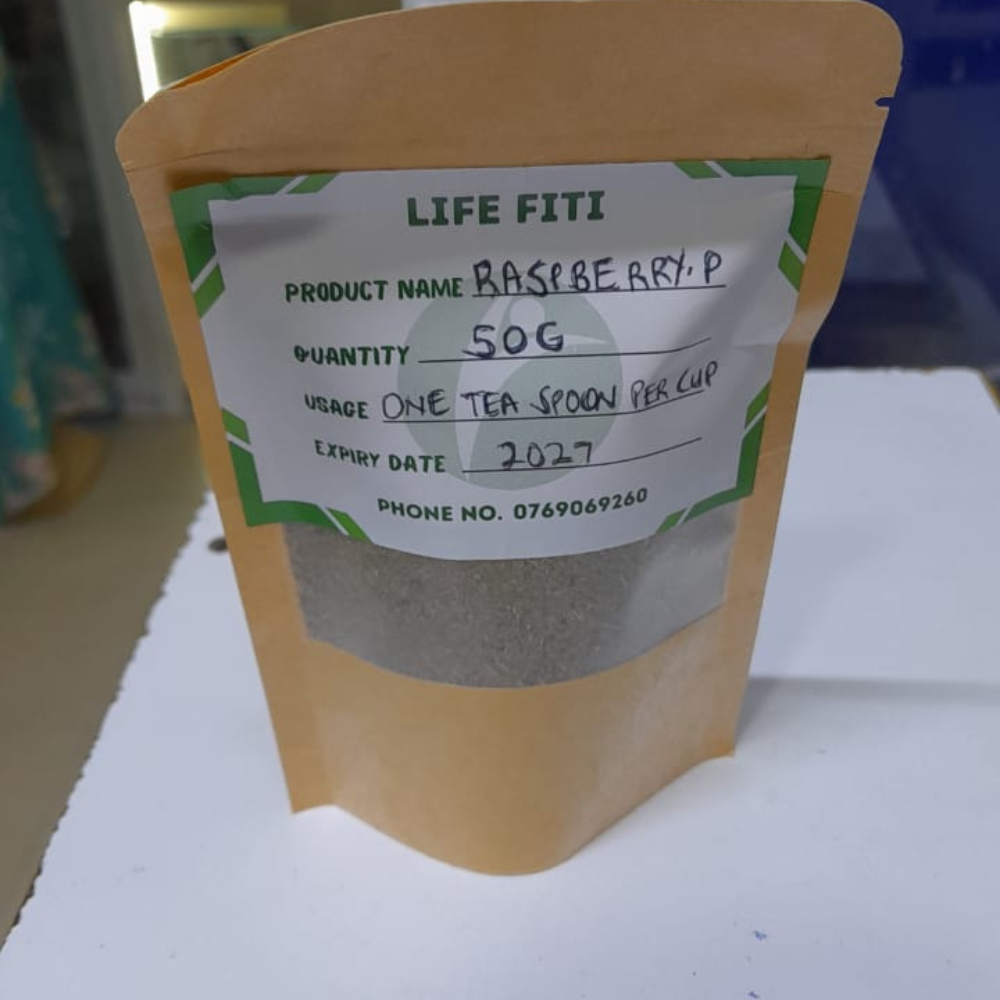 LIFE FITI
PRODUCT NAME RASPBERRY.P
QUANTITY 50G
USAGE ONE TEA SPOON PER CUP
EXPIRY DATE 2027
PHONE NO. 0769069260